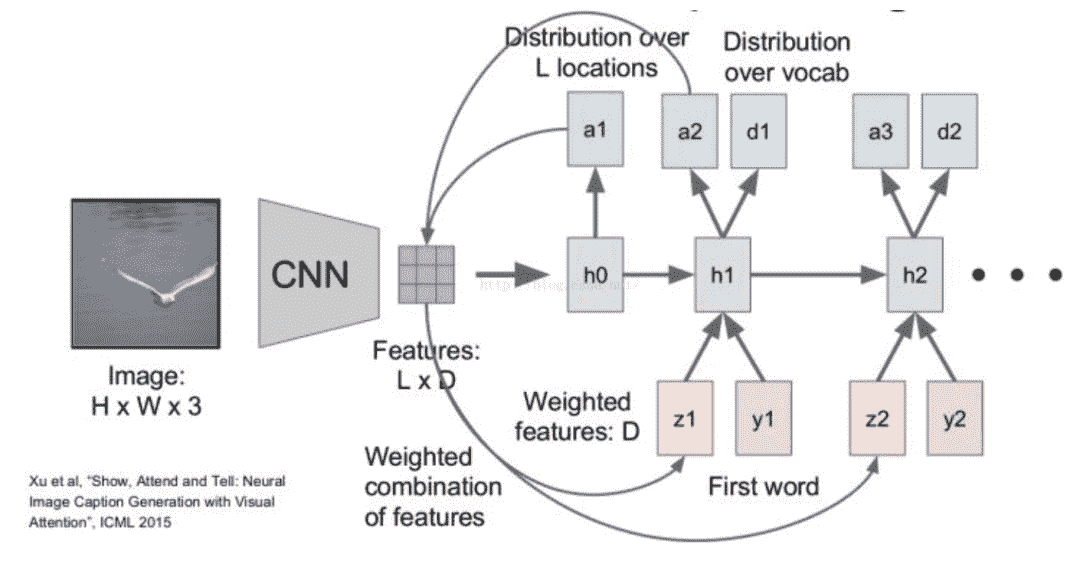 Distribution over
L locations
Distribution
over vocab
a1
a2
d1
a3
d2
CNN
h0
h1
h2
Image:
H x W x 3
Features:
L x D
Weighted
features: D
z1
y1
z2
y2
First word
Weighted
combination
of features
Xu et al, "Show, Attend and Tell: Neural
Image Caption Generation with Visual
Attention", ICML 2015